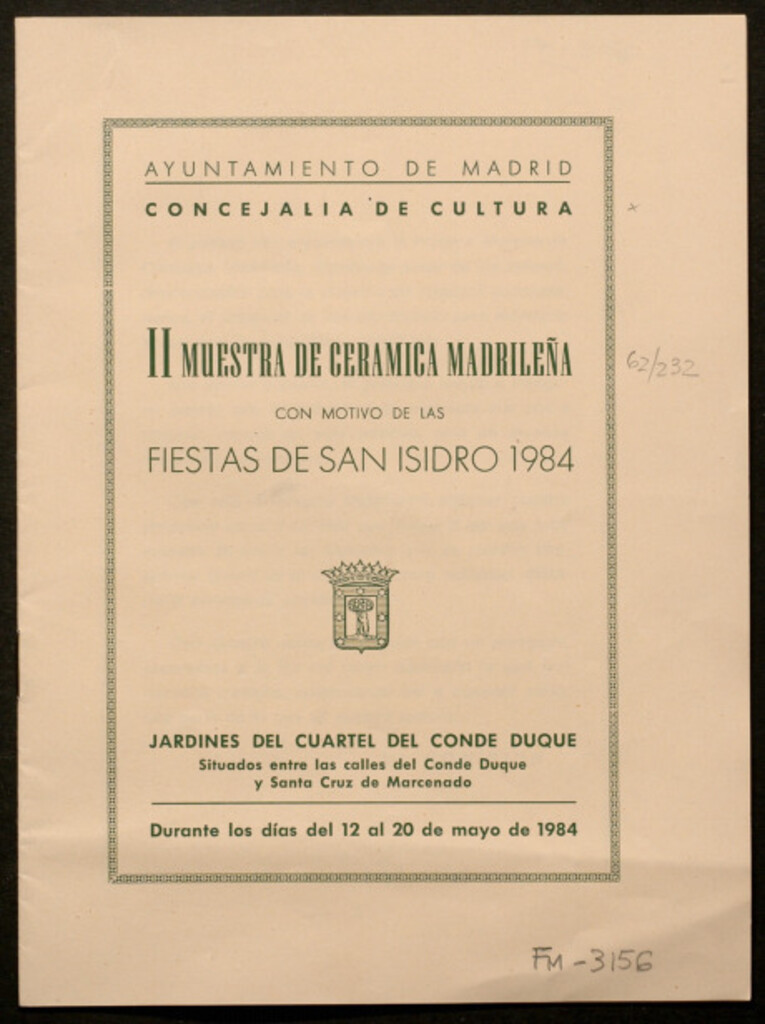 AYUNTAMIENTO DE MADRID
CONCEJALIA DE CULTURA
II MUESTRA DE CERAMICA MADRILEÑA
62/232
CON MOTIVO DE LAS
FIESTAS DE SAN ISIDRO 1984
JARDINES DEL CUARTEL DEL CONDE DUQUE
Situados entre las calles del Conde Duque
y Santa Cruz de Marcenado
Durante los días del 12 al 20 de mayo de 1984
FM-3156